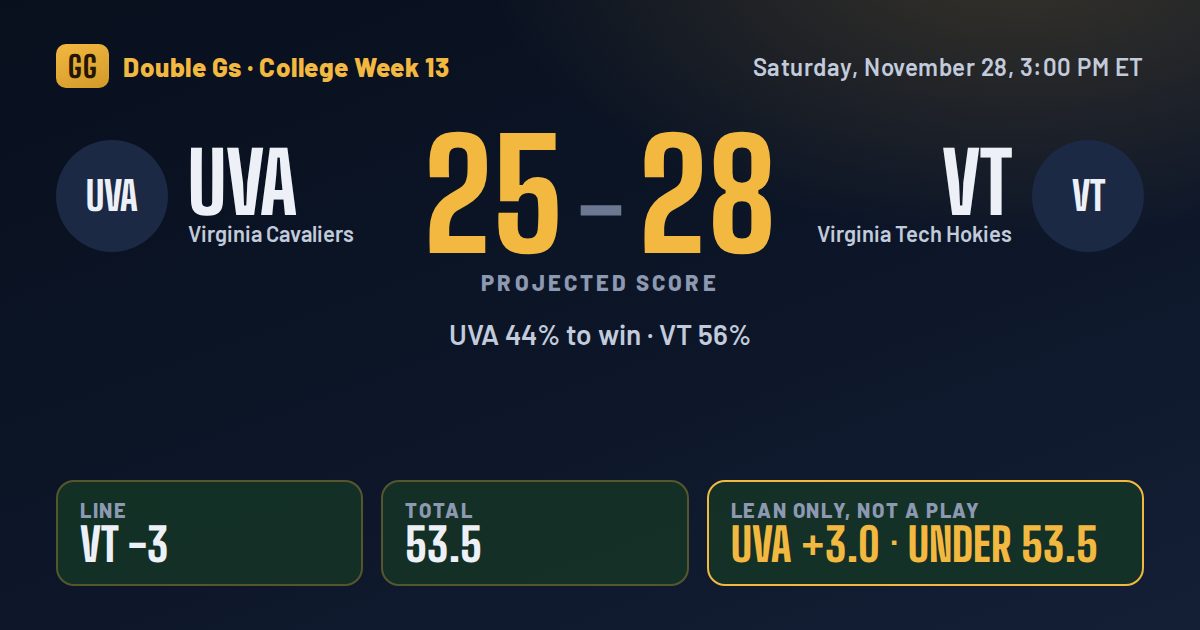 GG Double Gs · College Week 13
Saturday, November 28, 3:00 PM ET
UVA
UVA
Virginia Cavaliers
25 – 28
PROJECTED SCORE
UVA 44% to win · VT 56%
VT
Virginia Tech Hokies
VT
LINE
VT −3
TOTAL
53.5
LEAN ONLY, NOT A PLAY
UVA +3.0 · UNDER 53.5